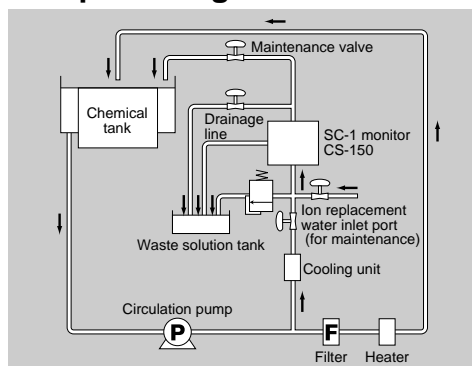 Maintenance valve
Chemical
tank
Drainage
line
SC-1 monitor
CS-150
Ion replacement
water inlet port
(for maintenance)
Waste solution tank
Cooling unit
Circulation pump
P
F
Filter
Heater